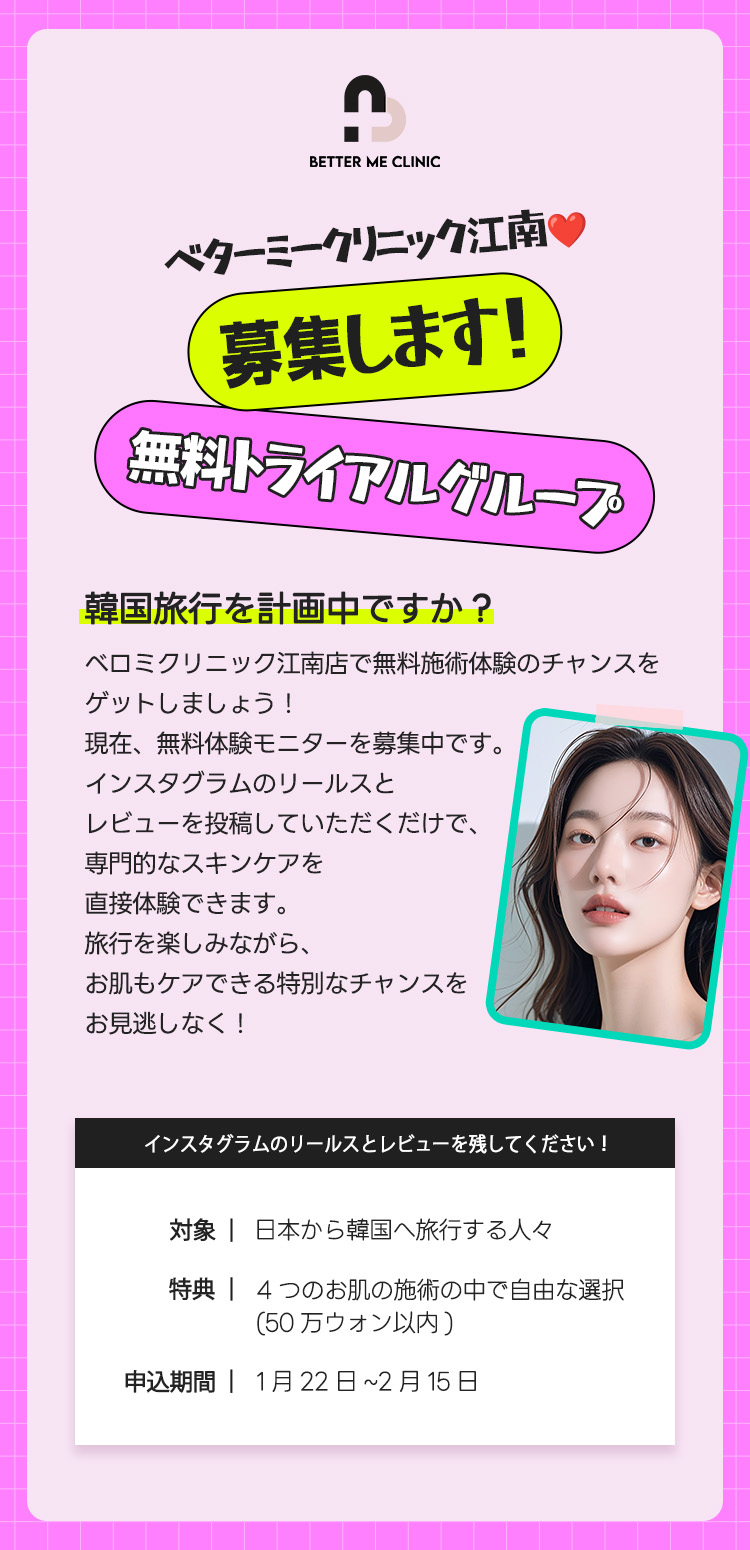 BETTER ME CLINIC
ベターミークリニック江南❤️
募集します!
無料トライアルグループ
韓国旅行を計画中ですか？
ベロミクリニック江南店で無料施術体験のチャンスを
ゲットしましょう！
現在、無料体験モニターを募集中です。
インスタグラムのリールスと
レビューを投稿していただくだけで、
専門的なスキンケアを
直接体験できます。
旅行を楽しみながら、
お肌もケアできる特別なチャンスを
お見逃しなく！
インスタグラムのリールスとレビューを残してください！
対象 | 日本から韓国へ旅行する人々
特典 | 4 つのお肌の施術の中で自由な選択
(50 万ウォン以内 )
申込期間 | 1 月 22 日 ~2 月 15 日